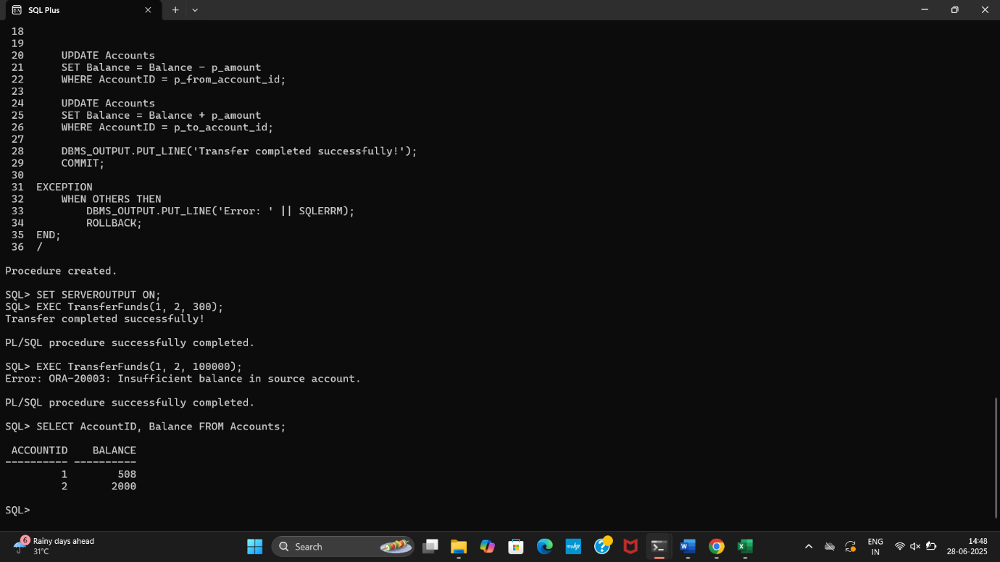 SQL Plus
18
19
20      UPDATE Accounts
21      SET Balance = Balance - p_amount
22      WHERE AccountID = p_from_account_id;
23
24      UPDATE Accounts
25      SET Balance = Balance + p_amount
26      WHERE AccountID = p_to_account_id;
27
28      DBMS_OUTPUT.PUT_LINE('Transfer completed successfully!');
29      COMMIT;
30
31  EXCEPTION
32      WHEN OTHERS THEN
33          DBMS_OUTPUT.PUT_LINE('Error: ' || SQLERRM);
34          ROLLBACK;
35  END;
36  /
Procedure created.
SQL> SET SERVEROUTPUT ON;
SQL> EXEC TransferFunds(1, 2, 300);
Transfer completed successfully!
PL/SQL procedure successfully completed.
SQL> EXEC TransferFunds(1, 2, 100000);
Error: ORA-20003: Insufficient balance in source account.
PL/SQL procedure successfully completed.
SQL> SELECT AccountID, Balance FROM Accounts;
 ACCOUNTID    BALANCE
---------- ----------
         1        508
         2       2000
SQL>
6
Rainy days ahead
31°C
Search
myhp
ENG
IN
14:48
28-06-2025